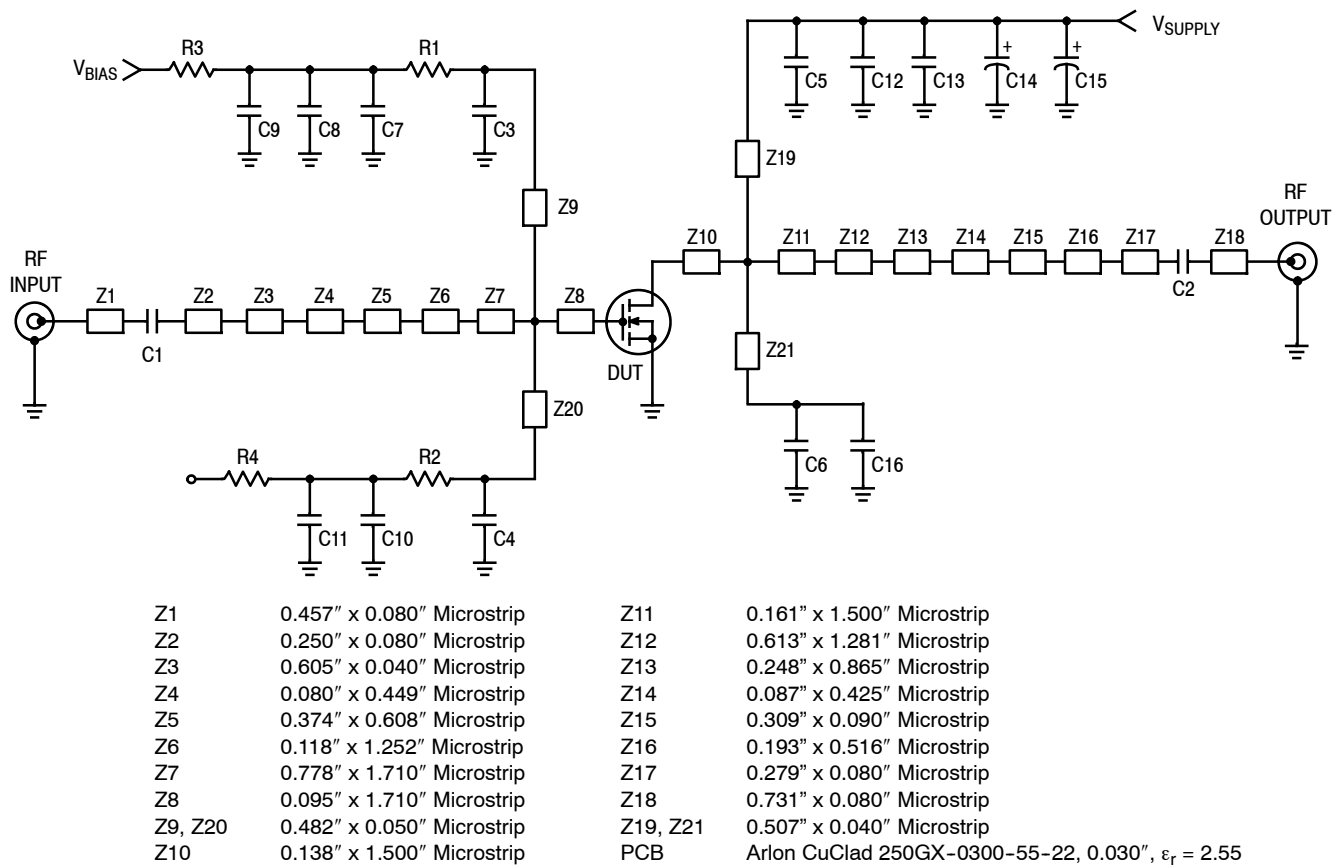 V_SUPPLY
R3
R1
V_BIAS
+
+
C5
C12
C13
C14
C15
C9
C8
C7
C3
Z19
Z9
RF
OUTPUT
Z10
Z11
Z12
Z13
Z14
Z15
Z16
Z17
Z18
RF
INPUT
C2
Z1
Z2
Z3
Z4
Z5
Z6
Z7
Z8
C1
DUT
Z21
Z20
R4
R2
C6
C16
C11
C10
C4
Z1 0.457″ x 0.080″ Microstrip
Z2 0.250″ x 0.080″ Microstrip
Z3 0.605″ x 0.040″ Microstrip
Z4 0.080″ x 0.449″ Microstrip
Z5 0.374″ x 0.608″ Microstrip
Z6 0.118″ x 1.252″ Microstrip
Z7 0.778″ x 1.710″ Microstrip
Z8 0.095″ x 1.710″ Microstrip
Z9, Z20 0.482″ x 0.050″ Microstrip
Z10 0.138″ x 1.500″ Microstrip
Z11 0.161” x 1.500″ Microstrip
Z12 0.613” x 1.281″ Microstrip
Z13 0.248” x 0.865″ Microstrip
Z14 0.087” x 0.425″ Microstrip
Z15 0.309” x 0.090″ Microstrip
Z16 0.193” x 0.516″ Microstrip
Z17 0.279” x 0.080″ Microstrip
Z18 0.731” x 0.080″ Microstrip
Z19, Z21 0.507” x 0.040″ Microstrip
PCB Arlon CuClad 250GX-0300-55-22, 0.030″, εr = 2.55